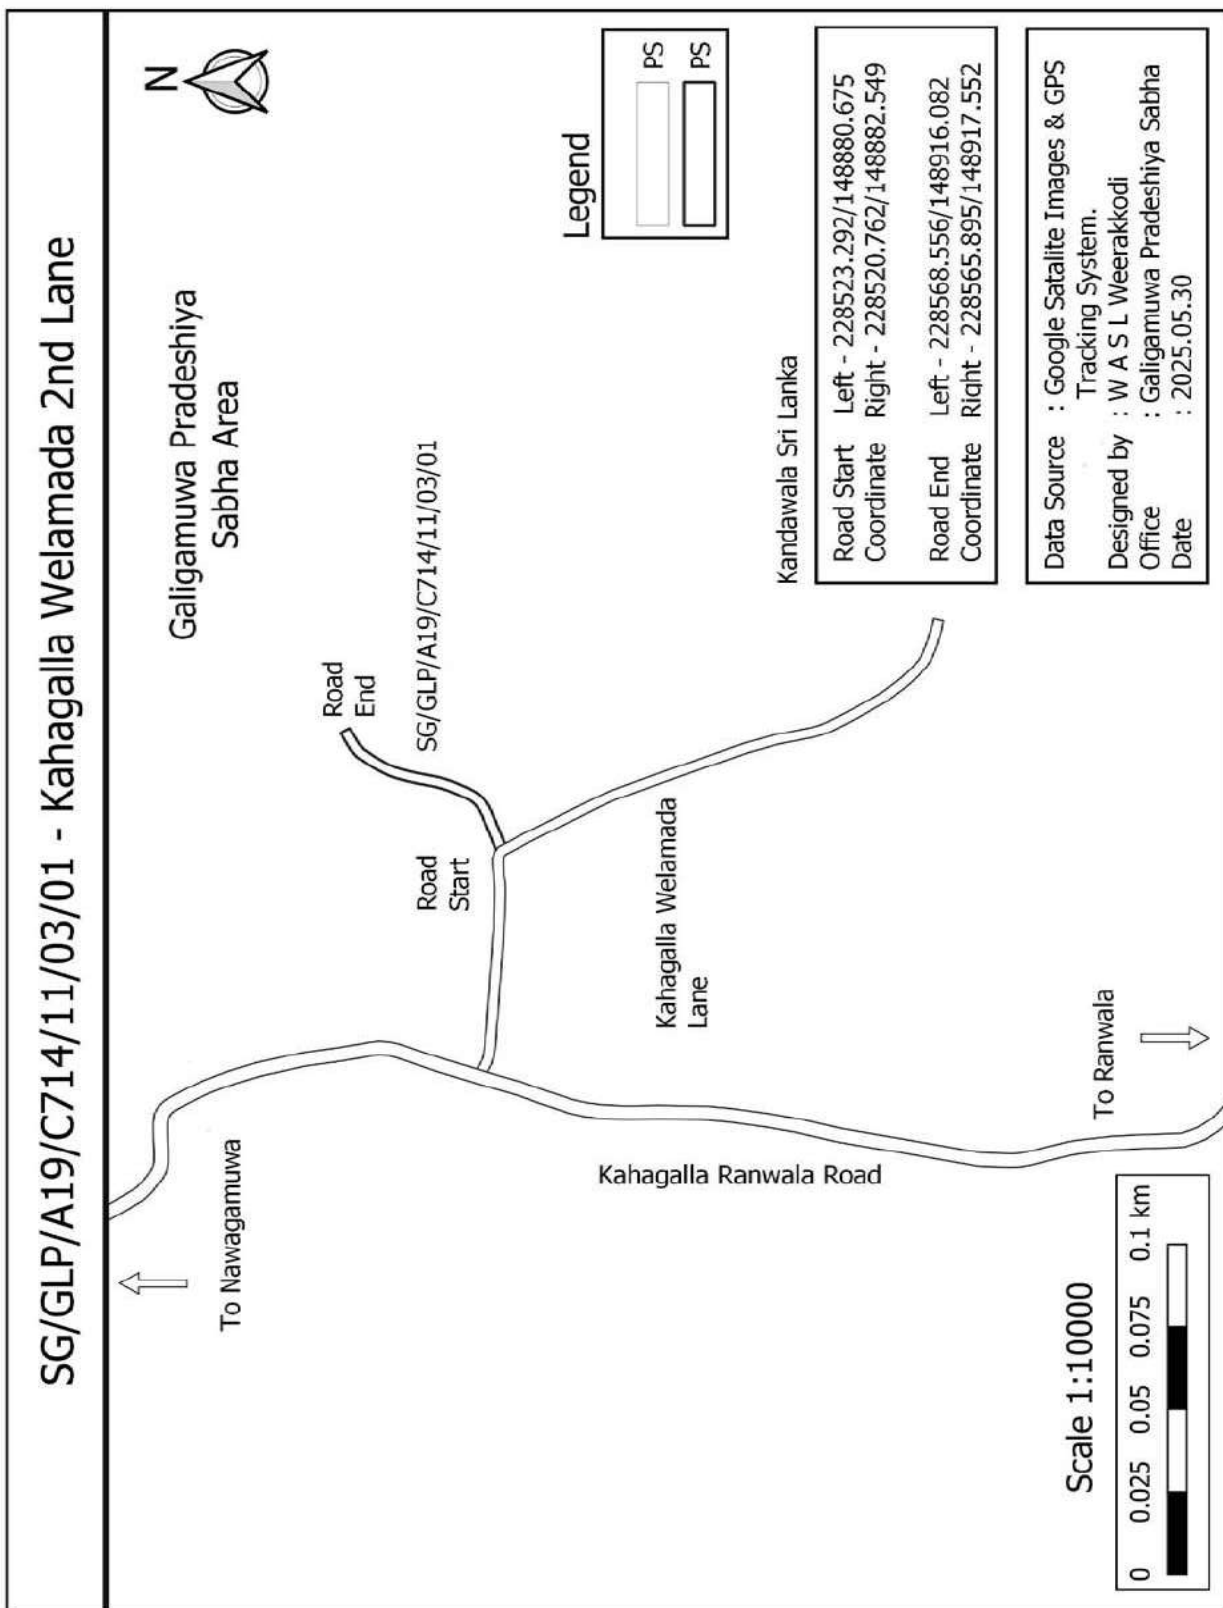 SG/GLP/A19/C714/11/03/01 - Kahagalla Welamada 2nd Lane
N
Galigamuwa Pradeshiya
Sabha Area
Road
End
SG/GLP/A19/C714/11/03/01
Road
Start
Kahagalla Welamada
Lane
To Nawagamuwa
Kahagalla Ranwala Road
To Ranwala
Legend
PS
PS
Kandawala Sri Lanka
Road Start Left - 228523.292/148880.675
Coordinate Right - 228520.762/148882.549
Road End Left - 228568.556/148916.082
Coordinate Right - 228565.895/148917.552
Data Source : Google Satalite Images & GPS
Tracking System.
Designed by : W A S L Weerakkodi
Office : Galigamuwa Pradeshiya Sabha
Date : 2025.05.30
Scale 1:10000
0 0.025 0.05 0.075 0.1 km